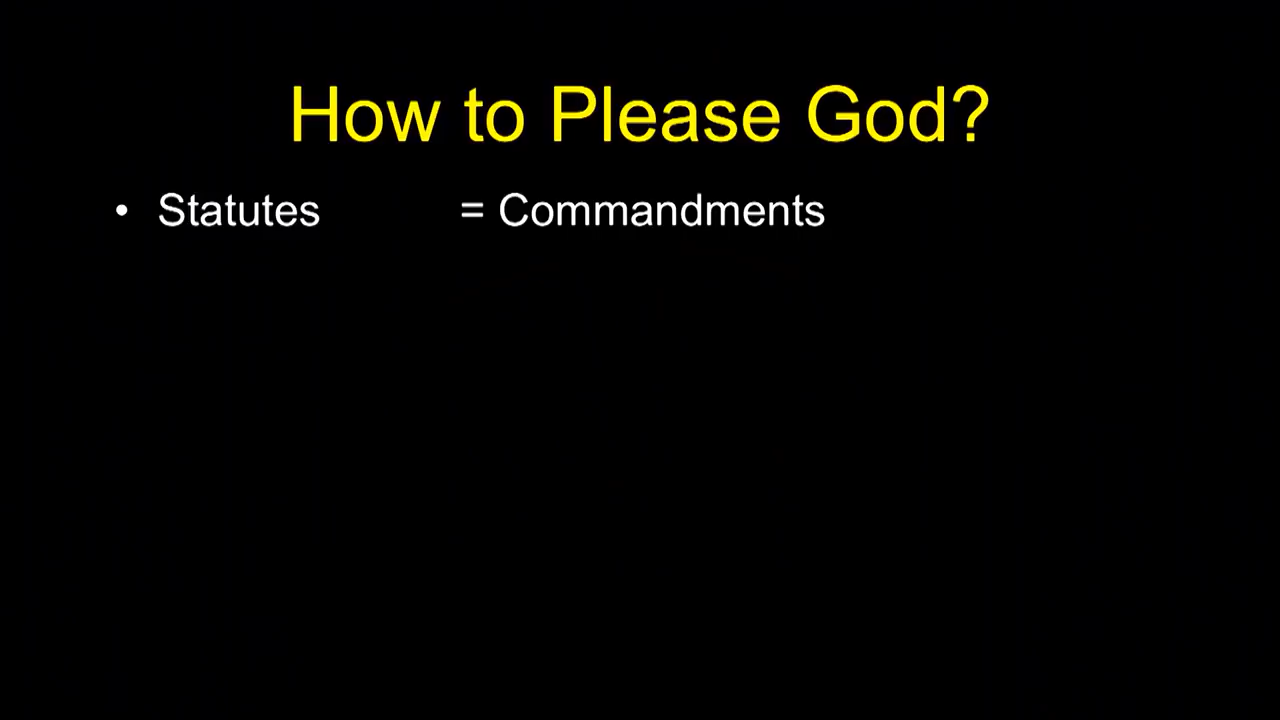 How to Please God?
• Statutes = Commandments